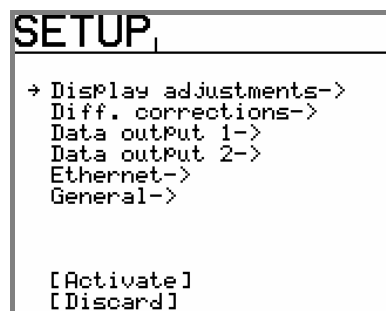 SETUP
→ Display adjustments->
Diff. corrections->
Data output 1->
Data output 2->
Ethernet->
General->
[Activate]
[Discard]